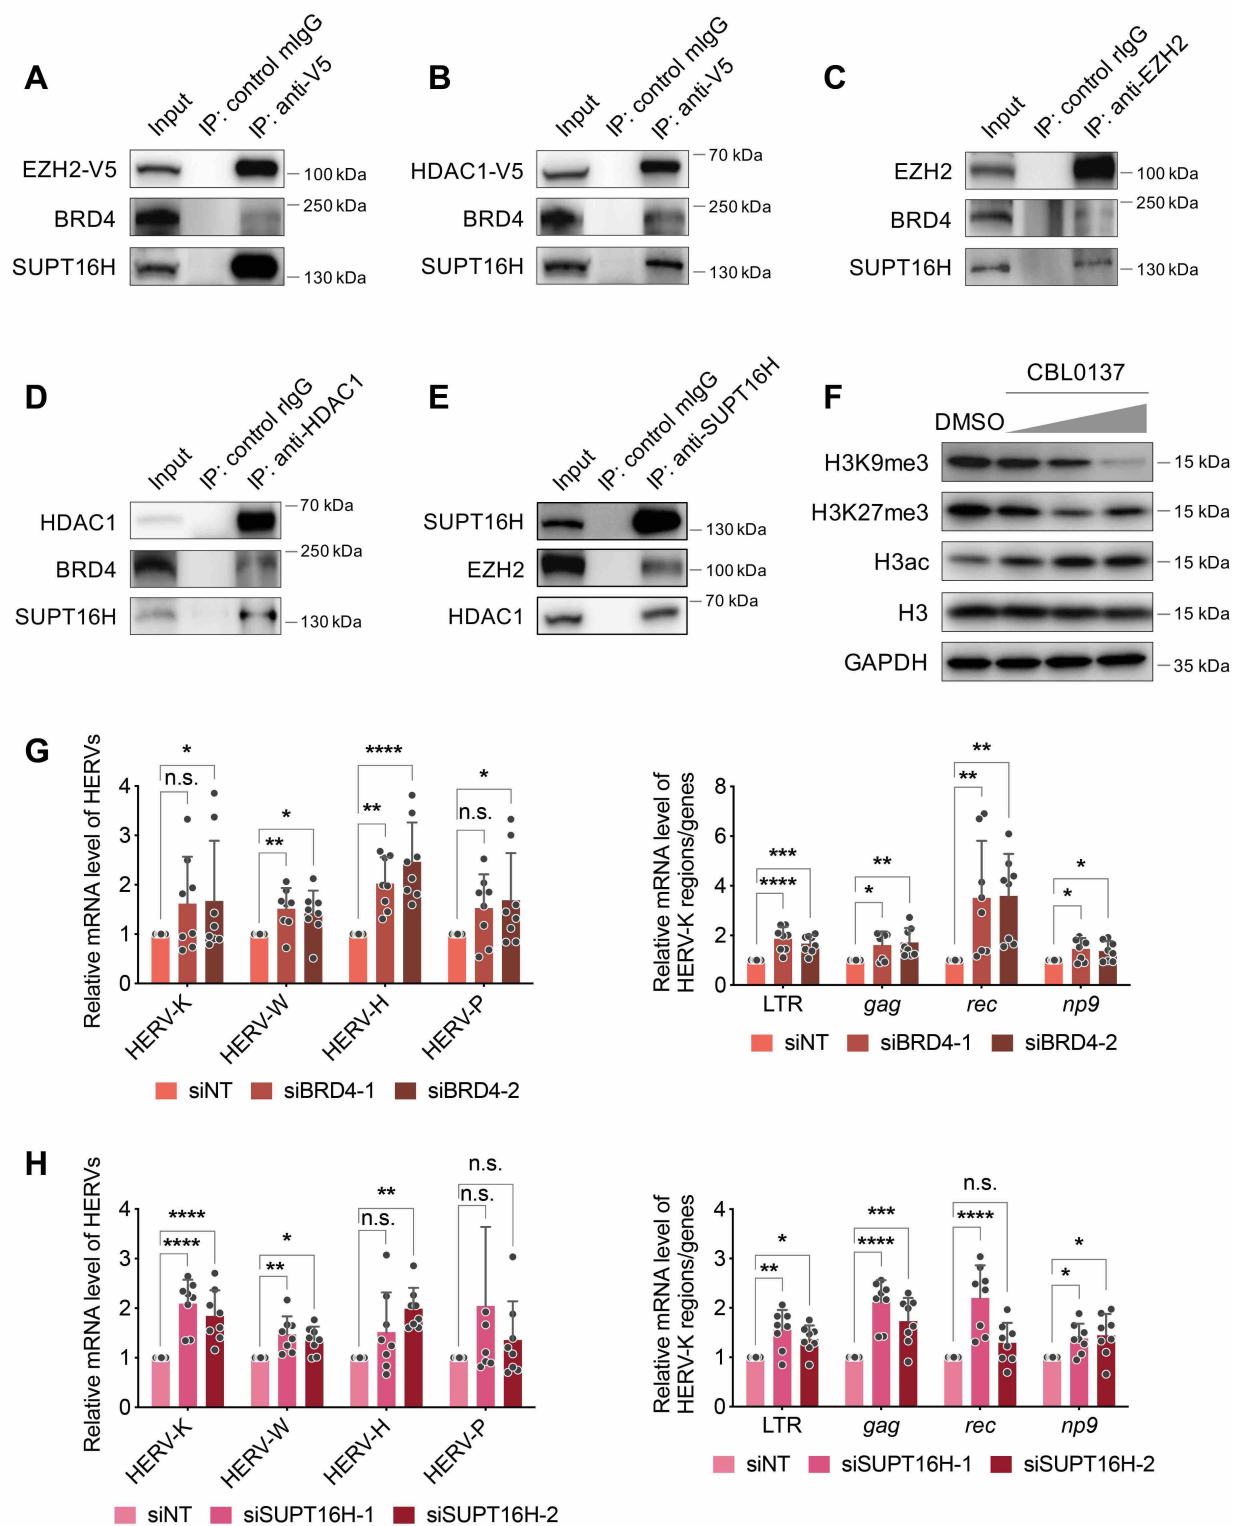 A
Input
IP: control mIgG
IP: anti-V5
EZH2-V5
100 kDa
BRD4
250 kDa
SUPT16H
130 kDa
B
Input
IP: control mIgG
IP: anti-V5
HDAC1-V5
70 kDa
BRD4
250 kDa
SUPT16H
130 kDa
C
Input
IP: control rIgG
IP: anti-EZH2
EZH2
100 kDa
BRD4
250 kDa
SUPT16H
130 kDa
D
Input
IP: control rIgG
IP: anti-HDAC1
HDAC1
70 kDa
BRD4
250 kDa
SUPT16H
130 kDa
E
Input
IP: control mIgG
IP: anti-SUPT16H
SUPT16H
130 kDa
EZH2
100 kDa
HDAC1
70 kDa
F
CBL0137
DMSO
H3K9me3
15 kDa
H3K27me3
15 kDa
H3ac
15 kDa
H3
15 kDa
GAPDH
35 kDa
G
Relative mRNA level of HERVs
4
3
2
1
0
n.s.
*
**
*
**
****
n.s.
*
HERV-K
HERV-W
HERV-H
HERV-P
siNT
siBRD4-1
siBRD4-2
Relative mRNA level of
HERV-K regions/genes
8
6
4
2
0
****
***
*
**
**
**
*
*
LTR
gag
rec
np9
siNT
siBRD4-1
siBRD4-2
H
Relative mRNA level of HERVs
4
3
2
1
0
****
****
**
*
n.s.
**
n.s.
n.s.
HERV-K
HERV-W
HERV-H
HERV-P
siNT
siSUPT16H-1
siSUPT16H-2
Relative mRNA level of
HERV-K regions/genes
4
3
2
1
0
**
*
****
***
****
n.s.
*
*
LTR
gag
rec
np9
siNT
siSUPT16H-1
siSUPT16H-2